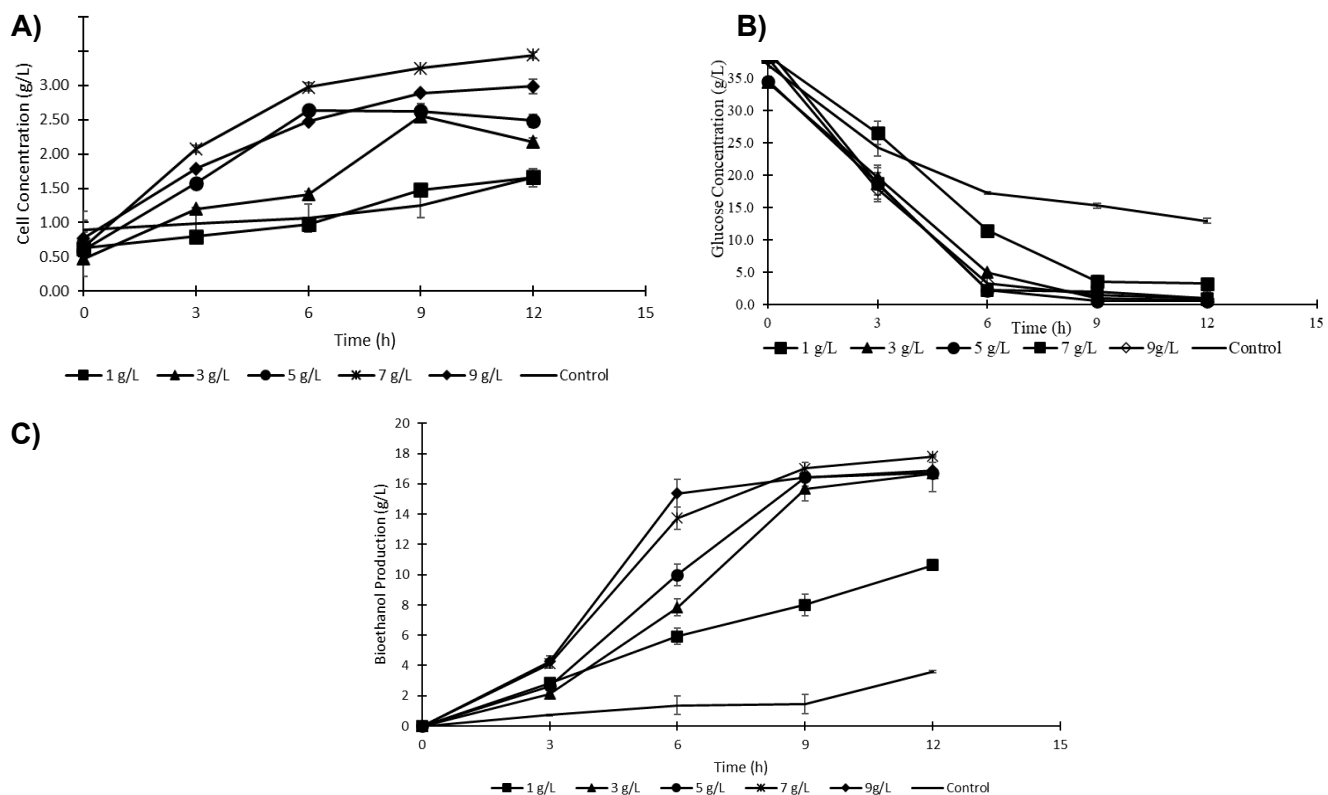 A)
Cell Concentration (g/L)
3.00
2.50
2.00
1.50
1.00
0.50
0.00
0 3 6 9 12 15
Time (h)
1 g/L 3 g/L 5 g/L 7 g/L 9 g/L Control
B)
Glucose Concentration (g/L)
35.0
30.0
25.0
20.0
15.0
10.0
5.0
0.0
0 3 6 9 12 15
Time (h)
1 g/L 3 g/L 5 g/L 7 g/L 9g/L Control
C)
Bioethanol Production (g/L)
20
18
16
14
12
10
8
6
4
2
0
0 3 6 9 12 15
Time (h)
1 g/L 3 g/L 5 g/L 7 g/L 9g/L Control